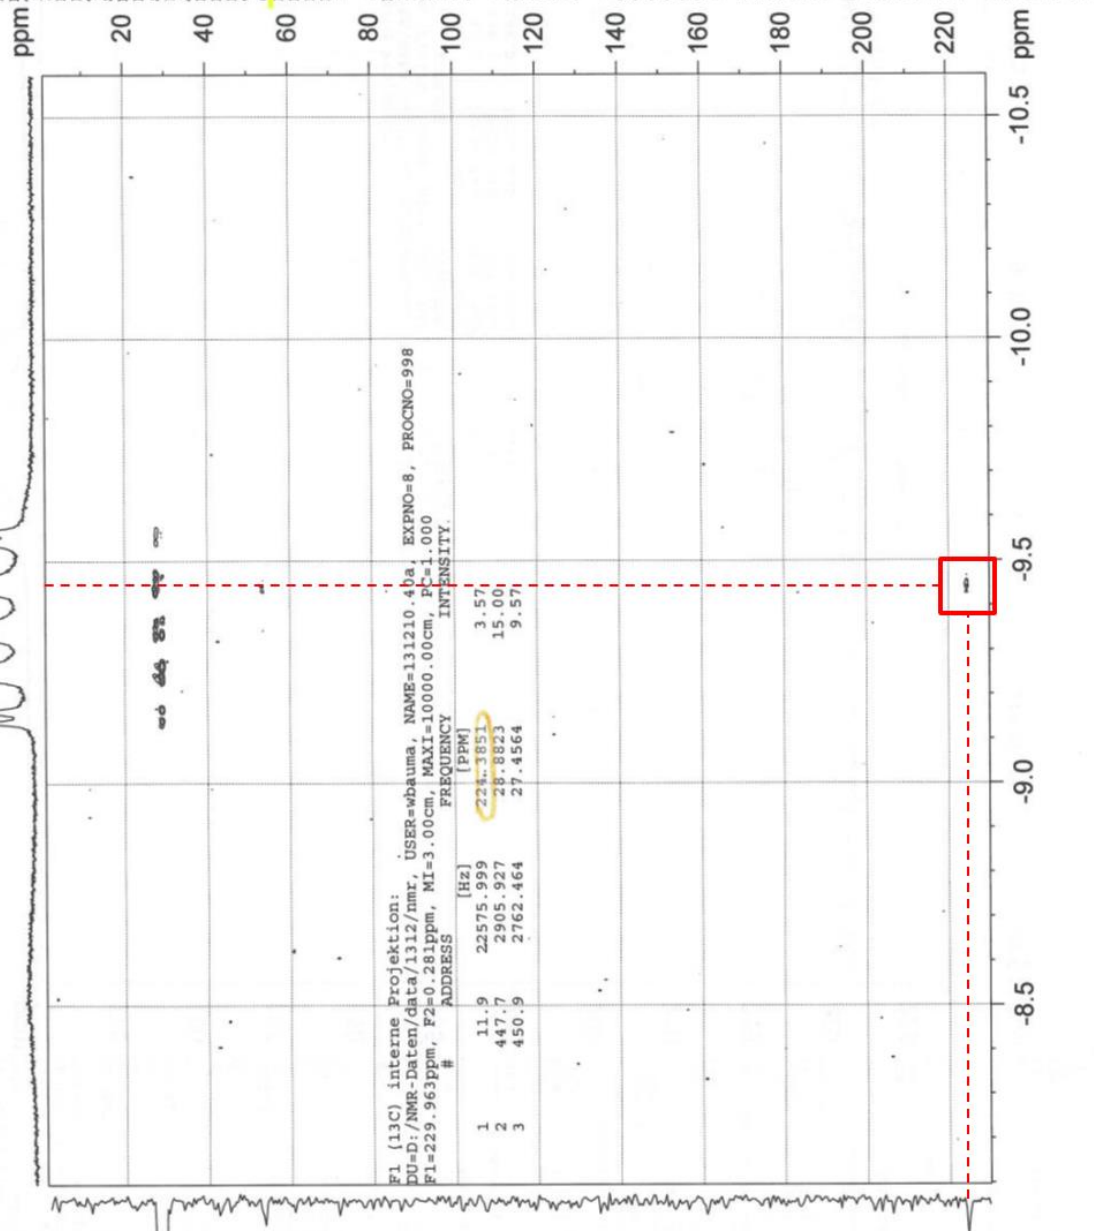 ppm 20 40 60 80 100 120 140 160 180 200 220 ppm
-10.5
-10.0
-9.5
-9.0
-8.5
F1 (13C) interne Projektion:
DU=D:/NMR-Daten/data/1312/nmr, USER=wbauma, NAME=131210.40a, EXPNO=8, PROCNO=998
F1=229.963ppm, F2=0.281ppm, MI=3.00cm, MAXI=10000.00cm, PC=1.000
# ADDRESS FREQUENCY INTENSITY
[Hz] [PPM]
1 11.9 22575.999 224.3851 3.57
2 447.7 2905.927 28.8823 15.00
3 450.9 2762.464 27.4564 9.57